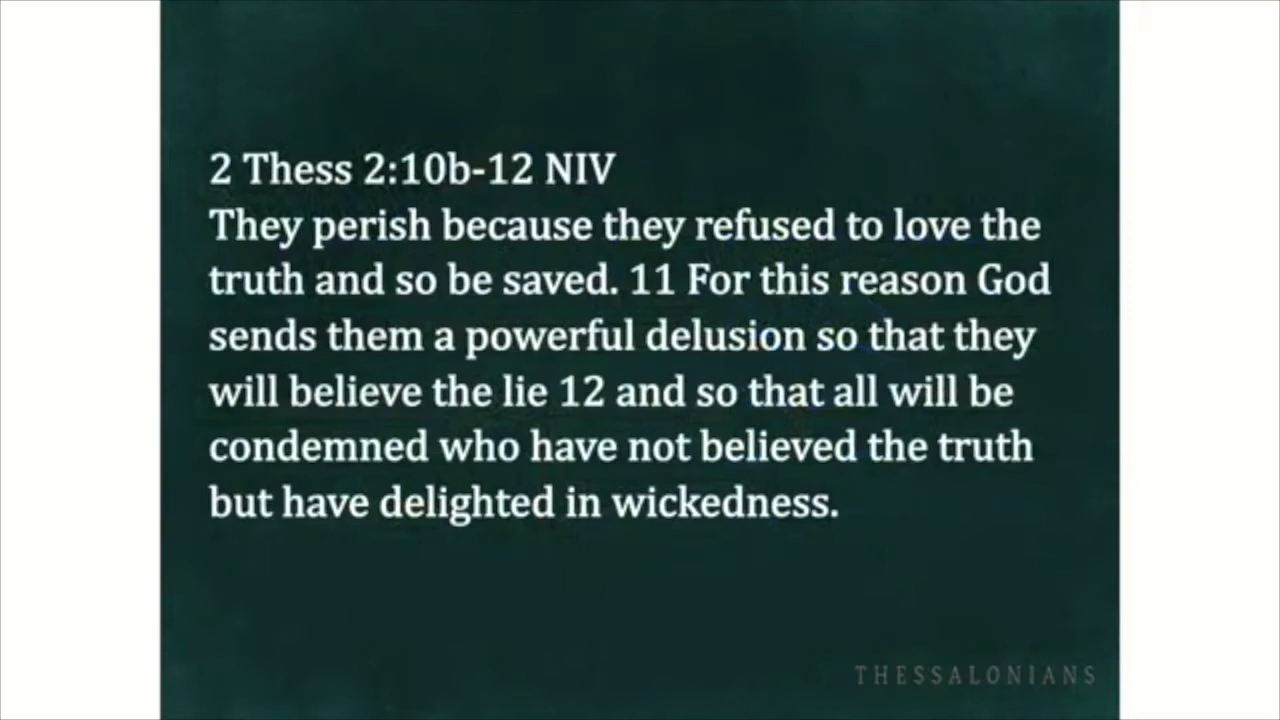 2 Thess 2:10b-12 NIV
They perish because they refused to love the
truth and so be saved. 11 For this reason God
sends them a powerful delusion so that they
will believe the lie 12 and so that all will be
condemned who have not believed the truth
but have delighted in wickedness.
THESSALONIANS